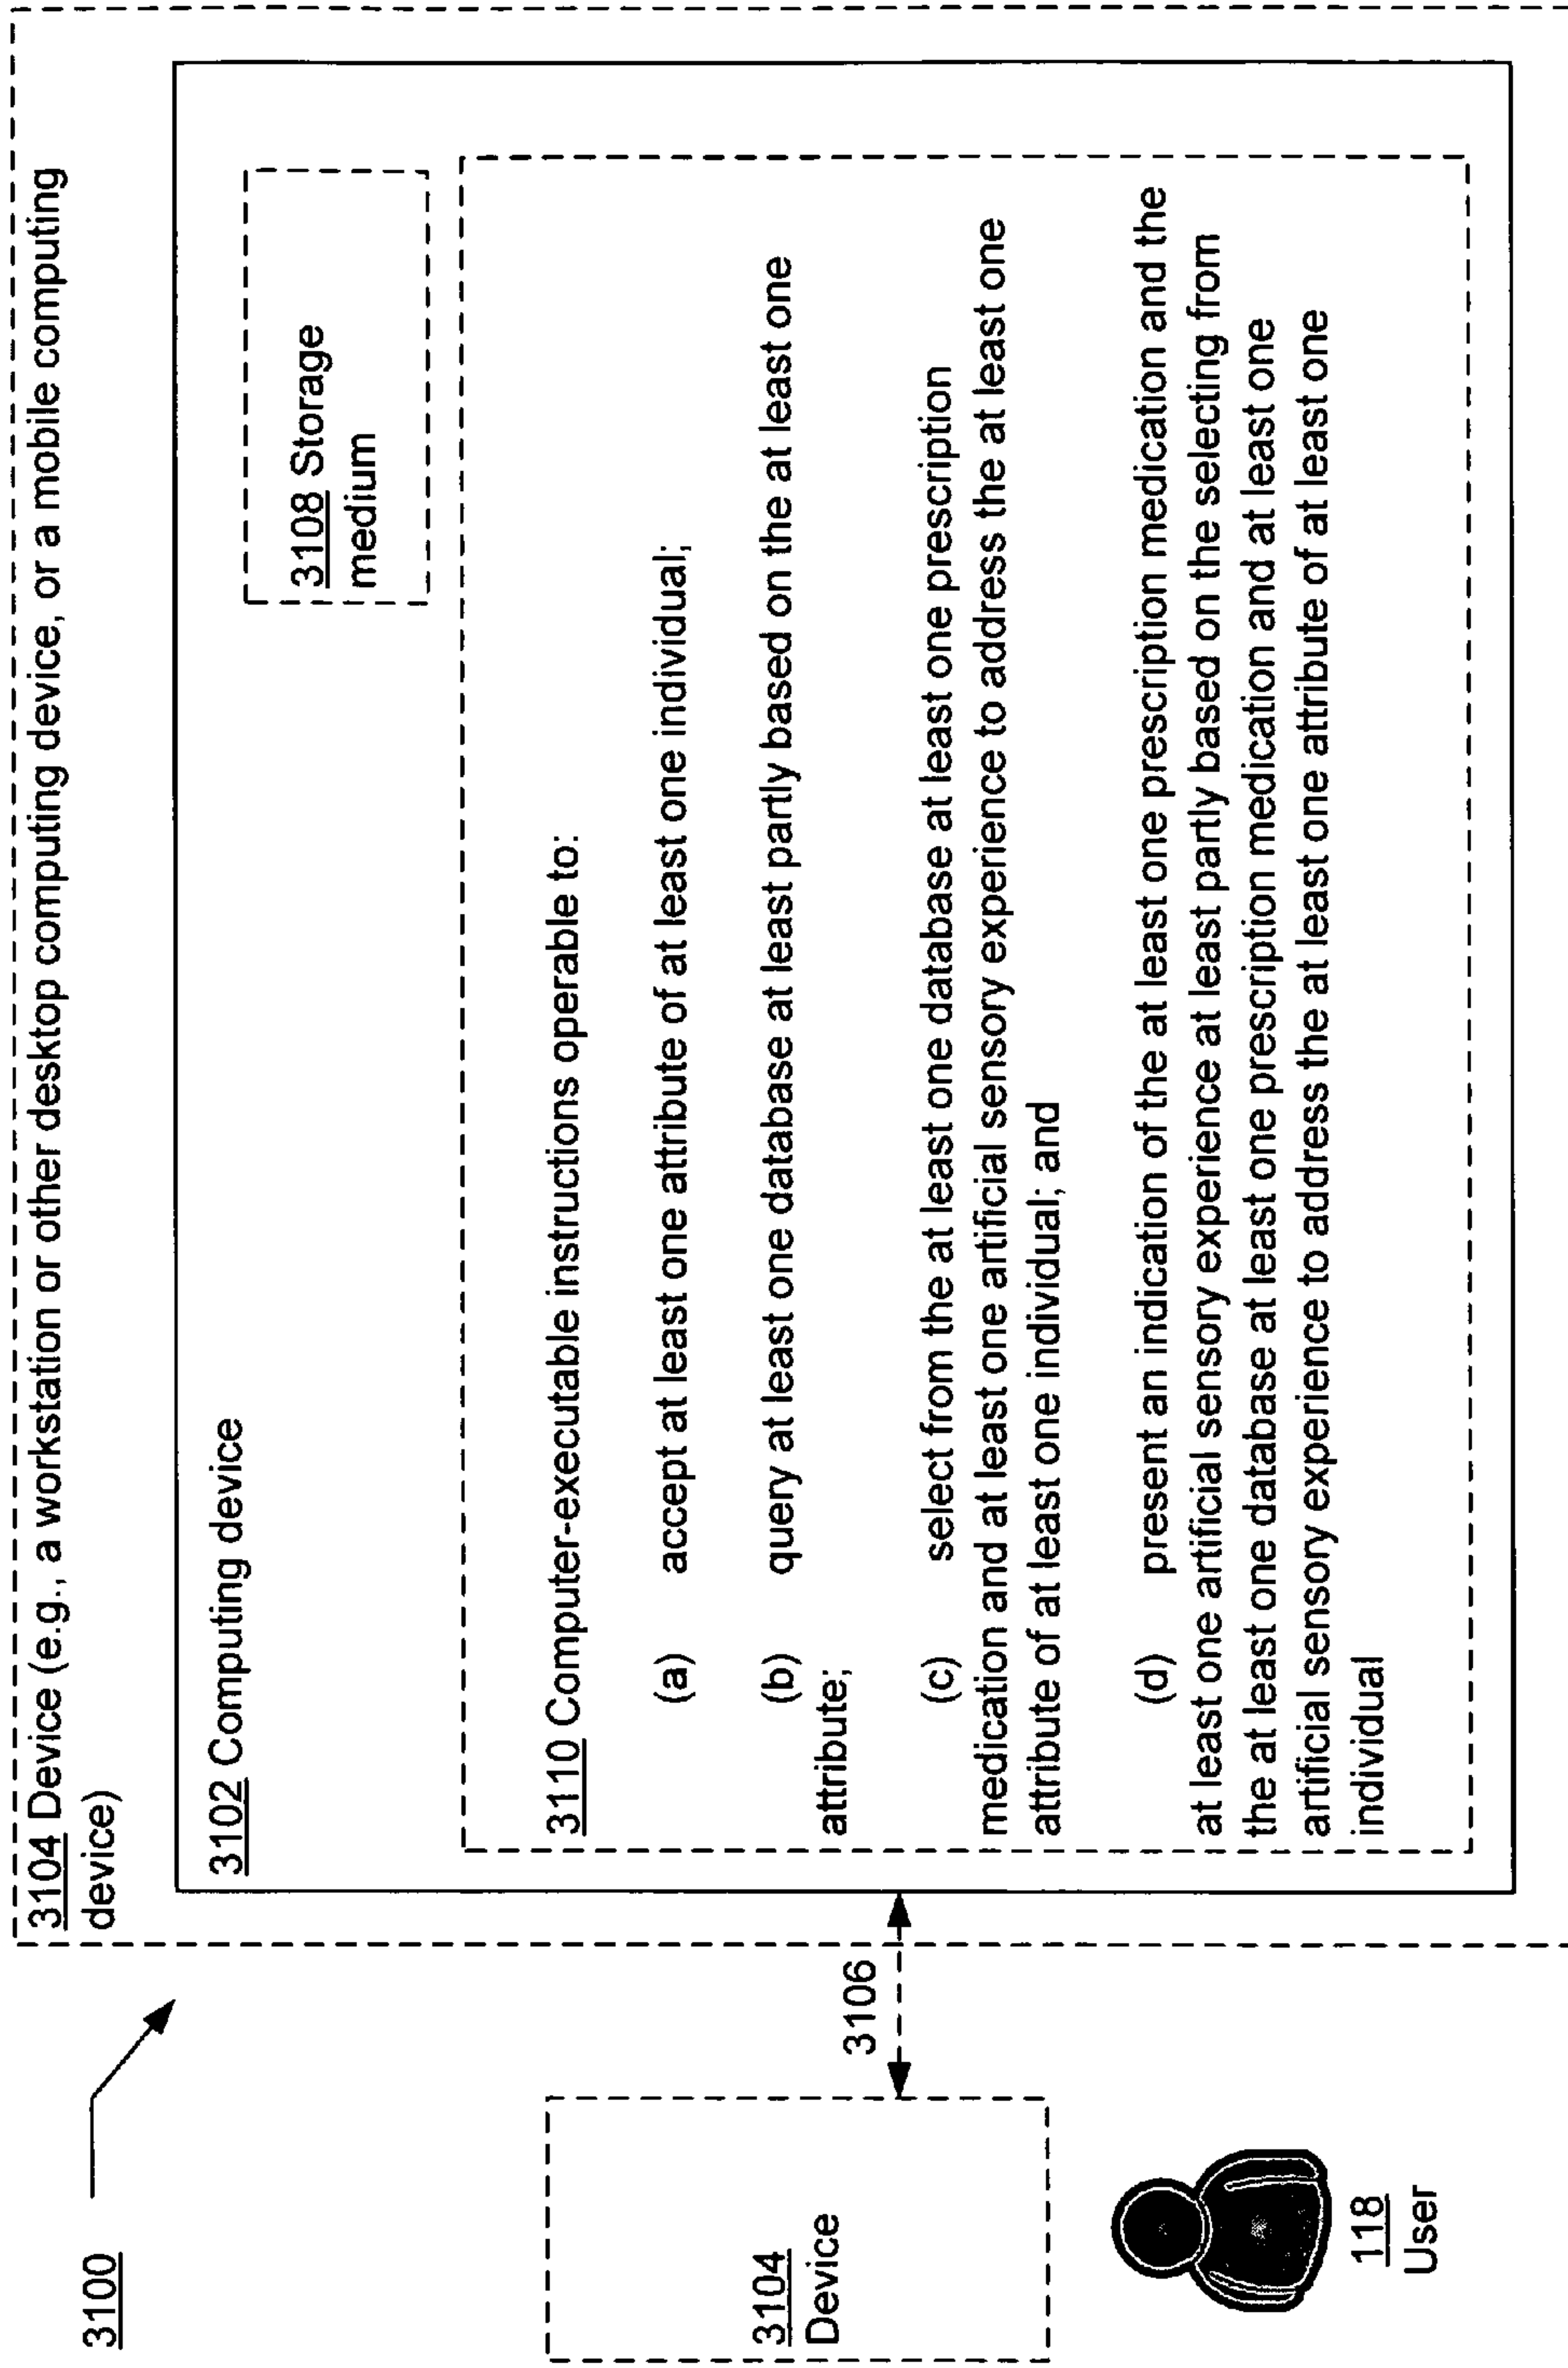 3100
3104 Device (e.g., a workstation or other desktop computing device, or a mobile computing
device)
3102 Computing device
3108 Storage
medium
3110 Computer-executable instructions operable to:
(a) accept at least one attribute of at least one individual;
(b) query at least one database at least partly based on the at least one
attribute;
(c) select from the at least one database at least one prescription
medication and at least one artificial sensory experience to address the at least one
attribute of at least one individual; and
(d) present an indication of the at least one prescription medication and the
at least one artificial sensory experience at least partly based on the selecting from
the at least one database at least one prescription medication and at least one
artificial sensory experience to address the at least one attribute of at least one
individual
3106
3104
Device
118
User